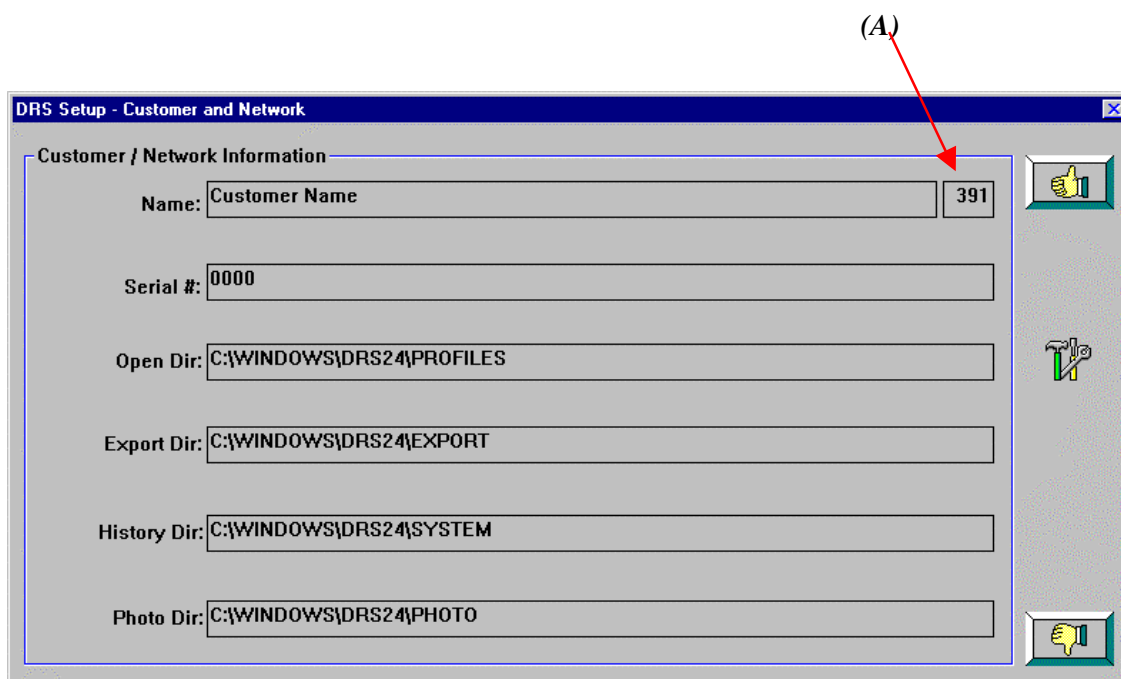 (A)
DRS Setup - Customer and Network
Customer / Network Information
Name: Customer Name 391
Serial #: 0000
Open Dir: C:\WINDOWS\DRS24\PROFILES
Export Dir: C:\WINDOWS\DRS24\EXPORT
History Dir: C:\WINDOWS\DRS24\SYSTEM
Photo Dir: C:\WINDOWS\DRS24\PHOTO